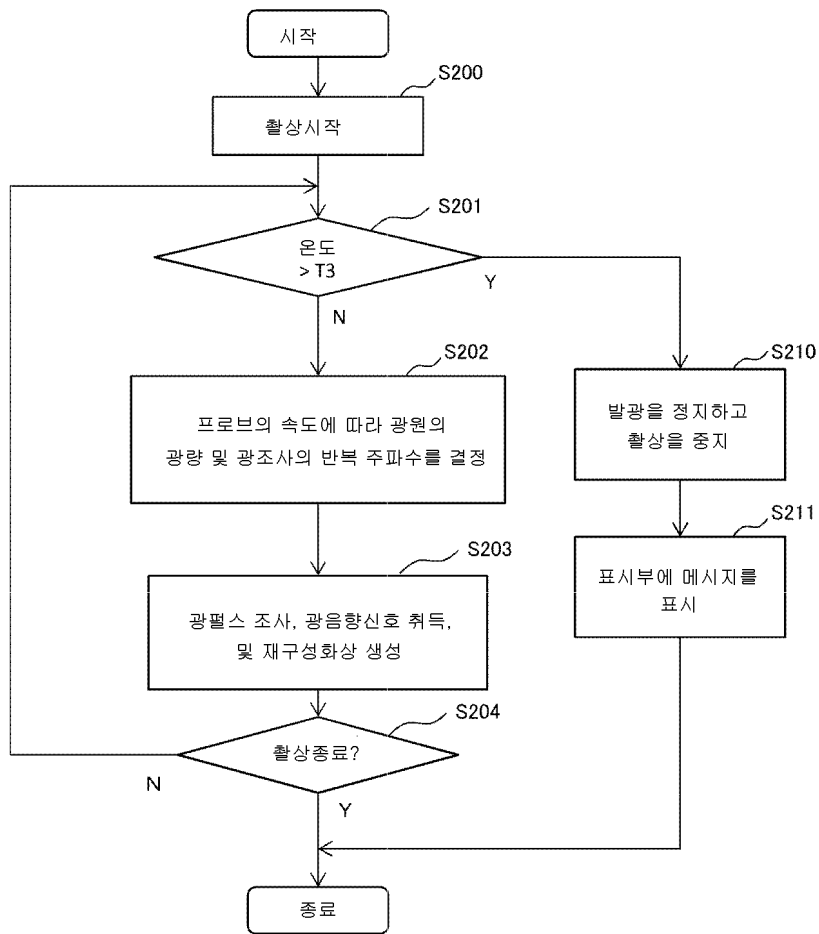 시작
S200
촬상시작
S201
온도
> T3
Y
N
S202
프로브의 속도에 따라 광원의
광량 및 광조사의 반복 주파수를 결정
S210
발광을 정지하고
촬상을 중지
S203
광펄스 조사, 광음향신호 취득,
및 재구성화상 생성
S211
표시부에 메시지를
표시
S204
촬상종료?
N
Y
종료